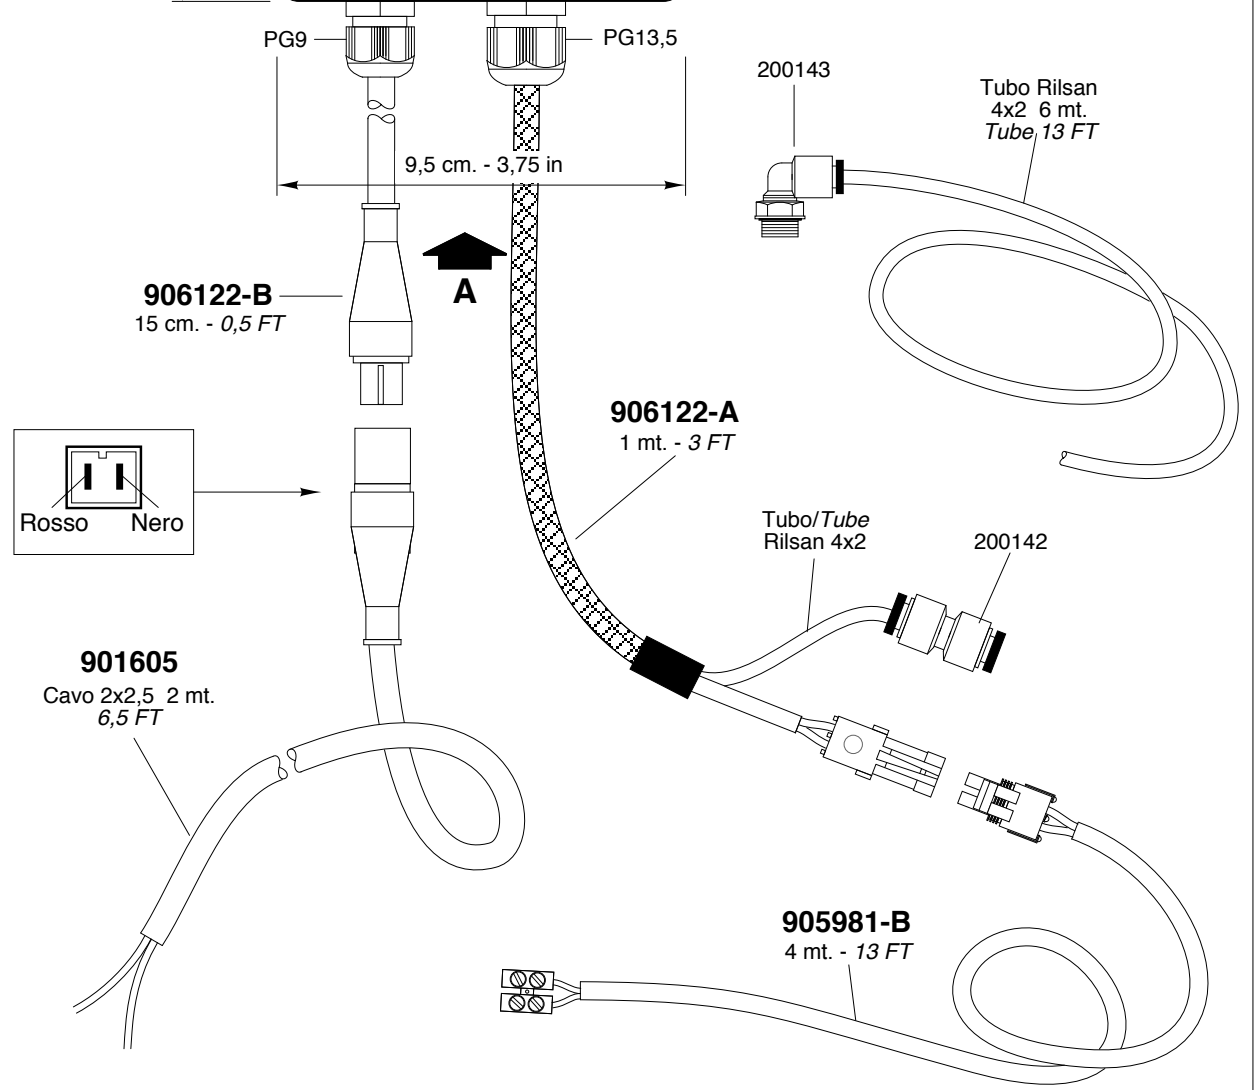 PG9
PG13,5
200143
Tubo Rilsan
4x2 6 mt.
Tube 13 FT
9,5 cm. - 3,75 in
A
906122-B
15 cm. - 0,5 FT
906122-A
1 mt. - 3 FT
Rosso Nero
Tubo/Tube
Rilsan 4x2
200142
901605
Cavo 2x2,5 2 mt.
6,5 FT
905981-B
4 mt. - 13 FT